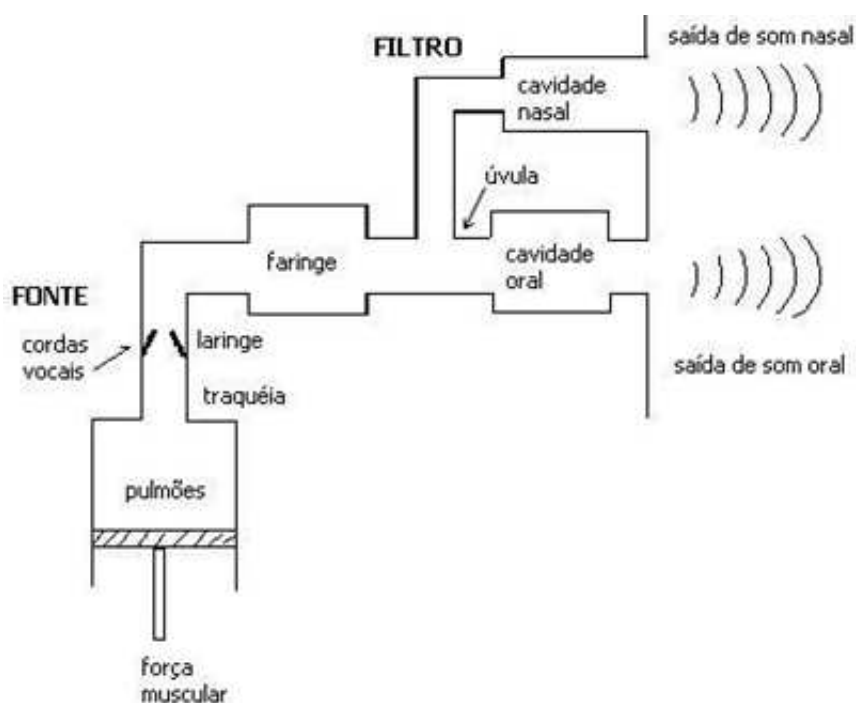 saída de som nasal
FILTRO
cavidade
nasal
úvula
faringe
cavidade
oral
FONTE
cordas
vocais
laringe
traquéia
saída de som oral
pulmões
força
muscular